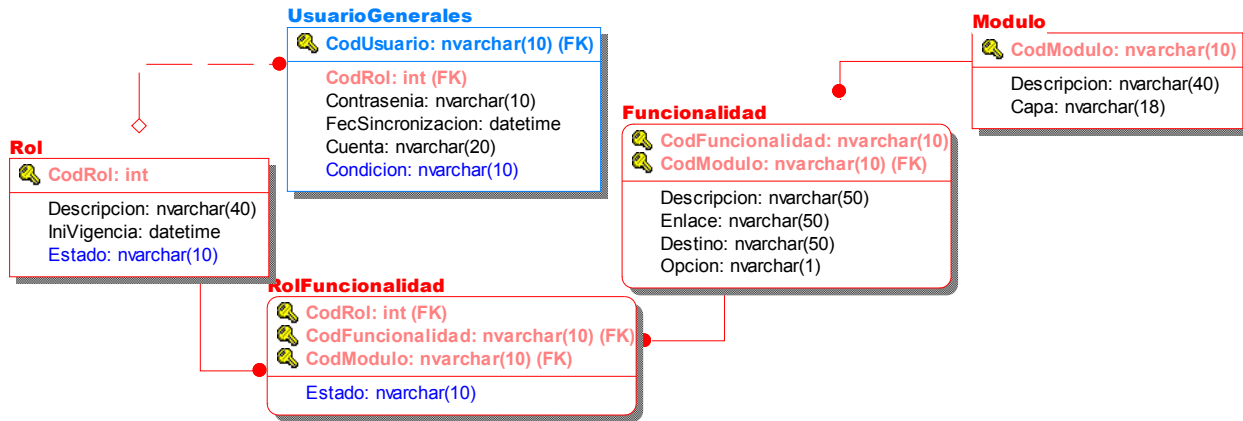 UsuarioGenerales
CodUsuario: nvarchar(10) (FK)
CodRol: int (FK)
Contrasenia: nvarchar(10)
FecSincronizacion: datetime
Cuenta: nvarchar(20)
Condicion: nvarchar(10)
Modulo
CodModulo: nvarchar(10)
Descripcion: nvarchar(40)
Capa: nvarchar(18)
Funcionalidad
CodFuncionalidad: nvarchar(10)
CodModulo: nvarchar(10) (FK)
Descripcion: nvarchar(50)
Enlace: nvarchar(50)
Destino: nvarchar(50)
Opcion: nvarchar(1)
Rol
CodRol: int
Descripcion: nvarchar(40)
IniVigencia: datetime
Estado: nvarchar(10)
RolFuncionalidad
CodRol: int (FK)
CodFuncionalidad: nvarchar(10) (FK)
CodModulo: nvarchar(10) (FK)
Estado: nvarchar(10)